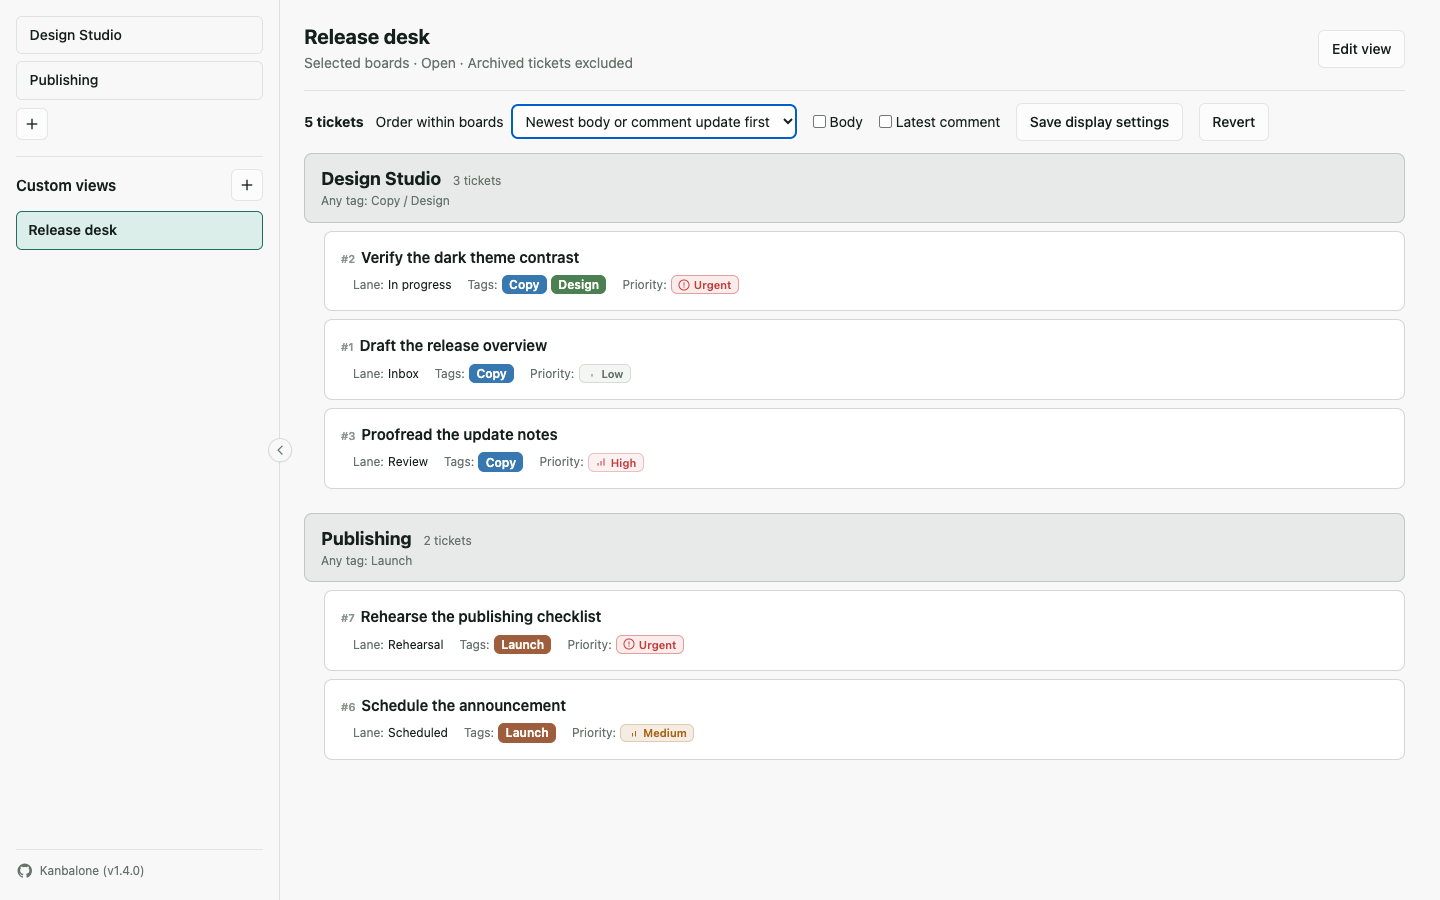 Design Studio
Publishing
+
Custom views +
Release desk
Kanbalone (v1.4.0)
Release desk
Selected boards · Open · Archived tickets excluded
Edit view
5 tickets Order within boards Newest body or comment update first Body Latest comment Save display settings Revert
Design Studio 3 tickets
Any tag: Copy / Design
#2 Verify the dark theme contrast
Lane: In progress Tags: Copy Design Priority: Urgent
#1 Draft the release overview
Lane: Inbox Tags: Copy Priority: Low
#3 Proofread the update notes
Lane: Review Tags: Copy Priority: High
Publishing 2 tickets
Any tag: Launch
#7 Rehearse the publishing checklist
Lane: Rehearsal Tags: Launch Priority: Urgent
#6 Schedule the announcement
Lane: Scheduled Tags: Launch Priority: Medium